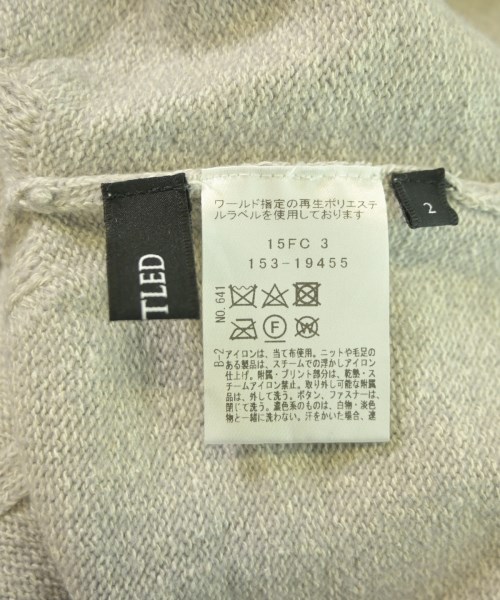 TLED
2
ワールド指定の再生ポリエステ
ルラベルを使用しております
15FC 3
153-19455
NO.641
F
W
B-2
アイロンは、当て布使用。ニットや毛足の
ある製品は、スチームでの浮かしアイロン
仕上げ。附属・プリント部分は、乾熱・ス
チームアイロン禁止。取り外し可能な附属
品は、外して洗う。ボタン、ファスナーは、
閉じて洗う。濃色系のものは、白物・淡色
物と一緒に洗わない。汗をかいた場合、速